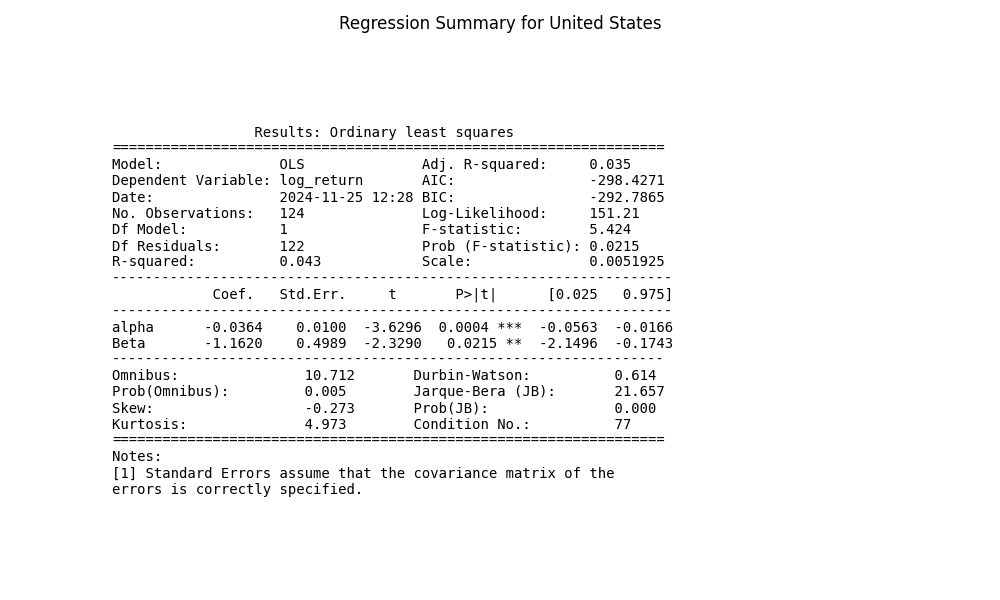 Regression Summary for United States
Results: Ordinary least squares
==================================================================
Model:              OLS              Adj. R-squared:     0.035
Dependent Variable: log_return       AIC:                -298.4271
Date:               2024-11-25 12:28 BIC:                -292.7865
No. Observations:   124              Log-Likelihood:     151.21
Df Model:           1                F-statistic:        5.424
Df Residuals:       122              Prob (F-statistic): 0.0215
R-squared:          0.043            Scale:              0.0051925
-------------------------------------------------------------------
            Coef.   Std.Err.     t       P>|t|      [0.025   0.975]
-------------------------------------------------------------------
alpha      -0.0364    0.0100  -3.6296  0.0004 ***  -0.0563  -0.0166
Beta       -1.1620    0.4989  -2.3290   0.0215 **  -2.1496  -0.1743
------------------------------------------------------------------
Omnibus:               10.712       Durbin-Watson:          0.614
Prob(Omnibus):         0.005        Jarque-Bera (JB):       21.657
Skew:                  -0.273       Prob(JB):               0.000
Kurtosis:              4.973        Condition No.:          77
==================================================================
Notes:
[1] Standard Errors assume that the covariance matrix of the
errors is correctly specified.